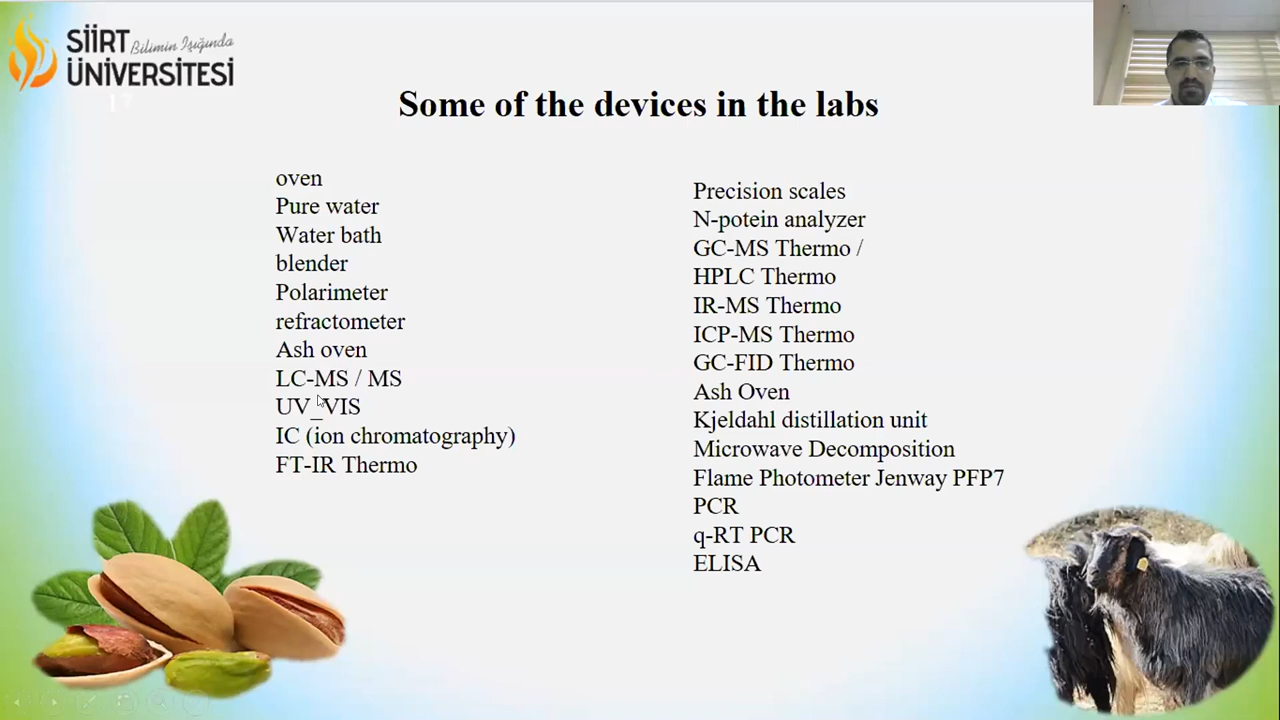 SİİRT
Bilimin Işığında
ÜNİVERSİTESİ
Some of the devices in the labs
oven
Pure water
Water bath
blender
Polarimeter
refractometer
Ash oven
LC-MS / MS
UV_VIS
IC (ion chromatography)
FT-IR Thermo
Precision scales
N-potein analyzer
GC-MS Thermo /
HPLC Thermo
IR-MS Thermo
ICP-MS Thermo
GC-FID Thermo
Ash Oven
Kjeldahl distillation unit
Microwave Decomposition
Flame Photometer Jenway PFP7
PCR
q-RT PCR
ELISA